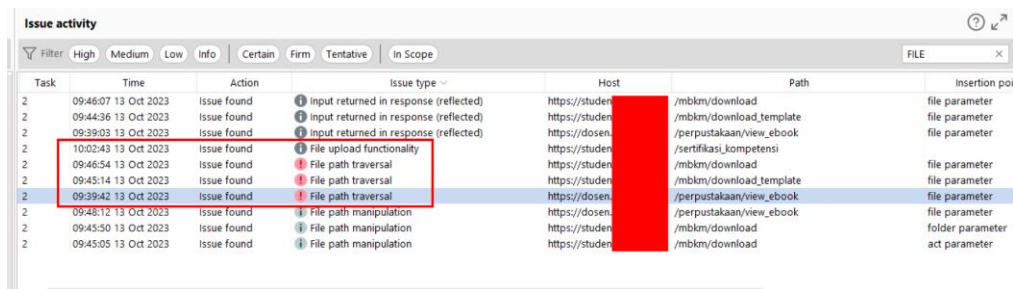 Issue activity
Filter High Medium Low Info Certain Firm Tentative In Scope FILE
Task Time Action Issue type Host Path Insertion poi
2 09:46:07 13 Oct 2023 Issue found Input returned in response (reflected) https://studen /mbkm/download file parameter
2 09:44:36 13 Oct 2023 Issue found Input returned in response (reflected) https://studen /mbkm/download_template file parameter
2 09:39:03 13 Oct 2023 Issue found Input returned in response (reflected) https://dosen. /perpustakaan/view_ebook file parameter
2 10:02:43 13 Oct 2023 Issue found File upload functionality https://studen /sertifikasi_kompetensi
2 09:46:54 13 Oct 2023 Issue found File path traversal https://studen /mbkm/download file parameter
2 09:45:14 13 Oct 2023 Issue found File path traversal https://studen /mbkm/download_template file parameter
2 09:39:42 13 Oct 2023 Issue found File path traversal https://dosen. /perpustakaan/view_ebook file parameter
2 09:48:12 13 Oct 2023 Issue found File path manipulation https://dosen. /perpustakaan/view_ebook file parameter
2 09:45:50 13 Oct 2023 Issue found File path manipulation https://studen /mbkm/download folder parameter
2 09:45:05 13 Oct 2023 Issue found File path manipulation https://studen /mbkm/download act parameter